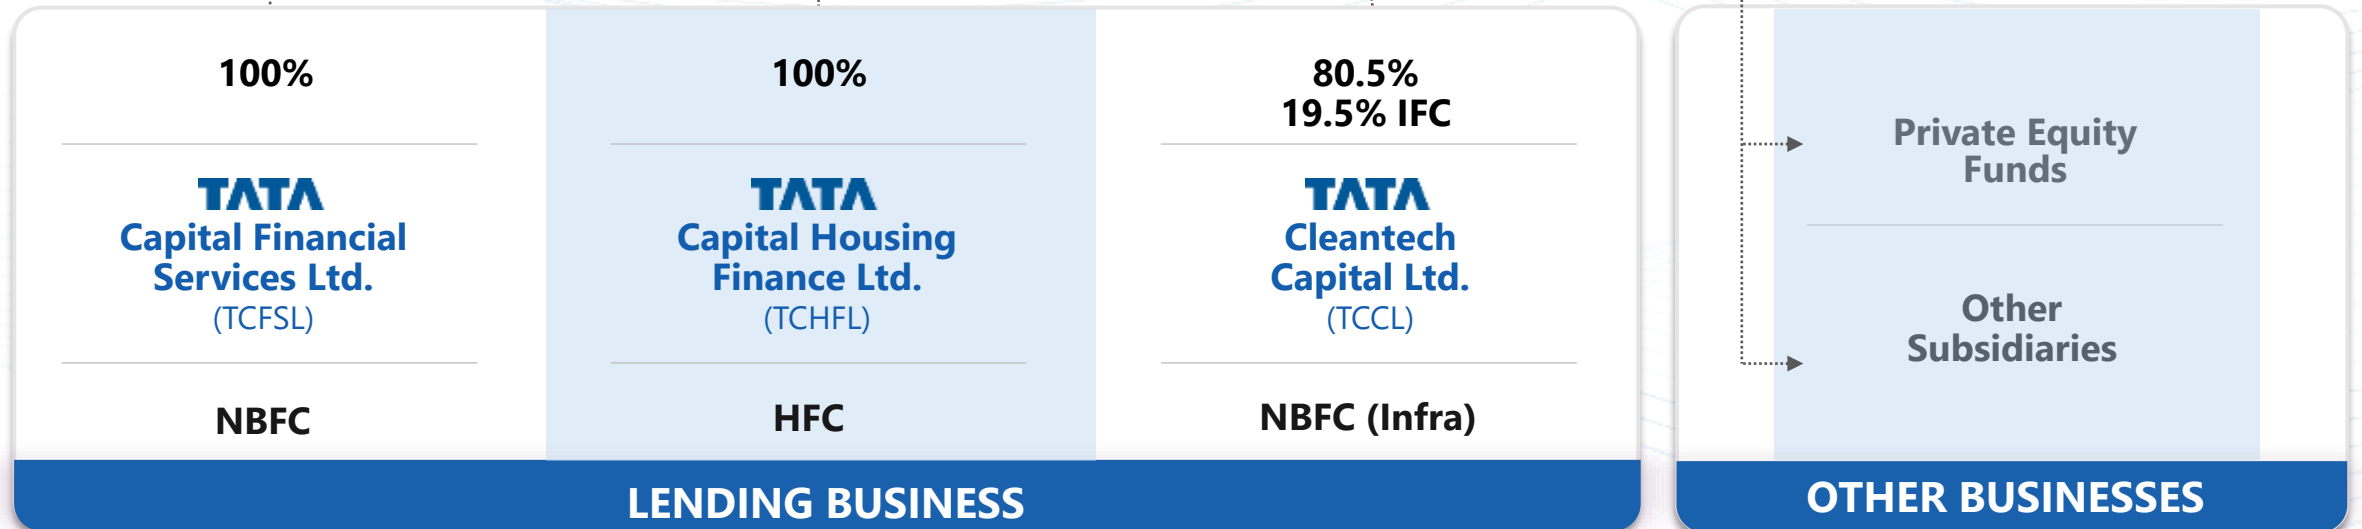 100%
TATA
Capital Financial
Services Ltd.
(TCFSL)
NBFC
100%
TATA
Capital Housing
Finance Ltd.
(TCHFL)
HFC
80.5%
19.5% IFC
TATA
Cleantech
Capital Ltd.
(TCCL)
NBFC (Infra)
LENDING BUSINESS
Private Equity
Funds
Other
Subsidiaries
OTHER BUSINESSES